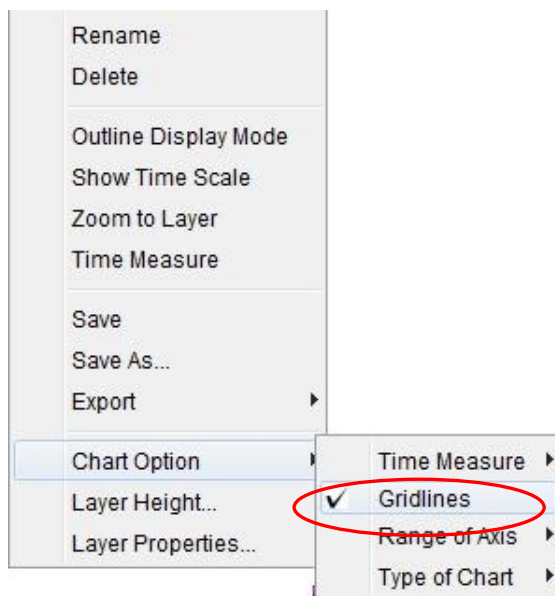 Rename
Delete
Outline Display Mode
Show Time Scale
Zoom to Layer
Time Measure
Save
Save As...
Export
Chart Option
Layer Height...
Layer Properties...
Time Measure
Gridlines
Range of Axis
Type of Chart